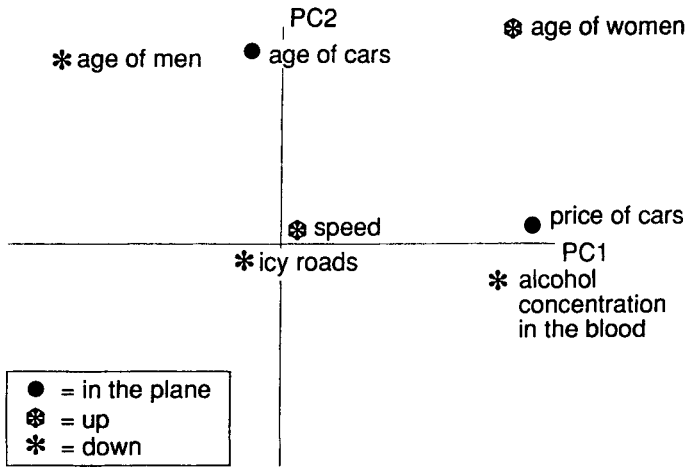 PC2
age of women
age of men
age of cars
price of cars
speed
PC1
icy roads
alcohol
concentration
in the blood
= in the plane
= up
= down